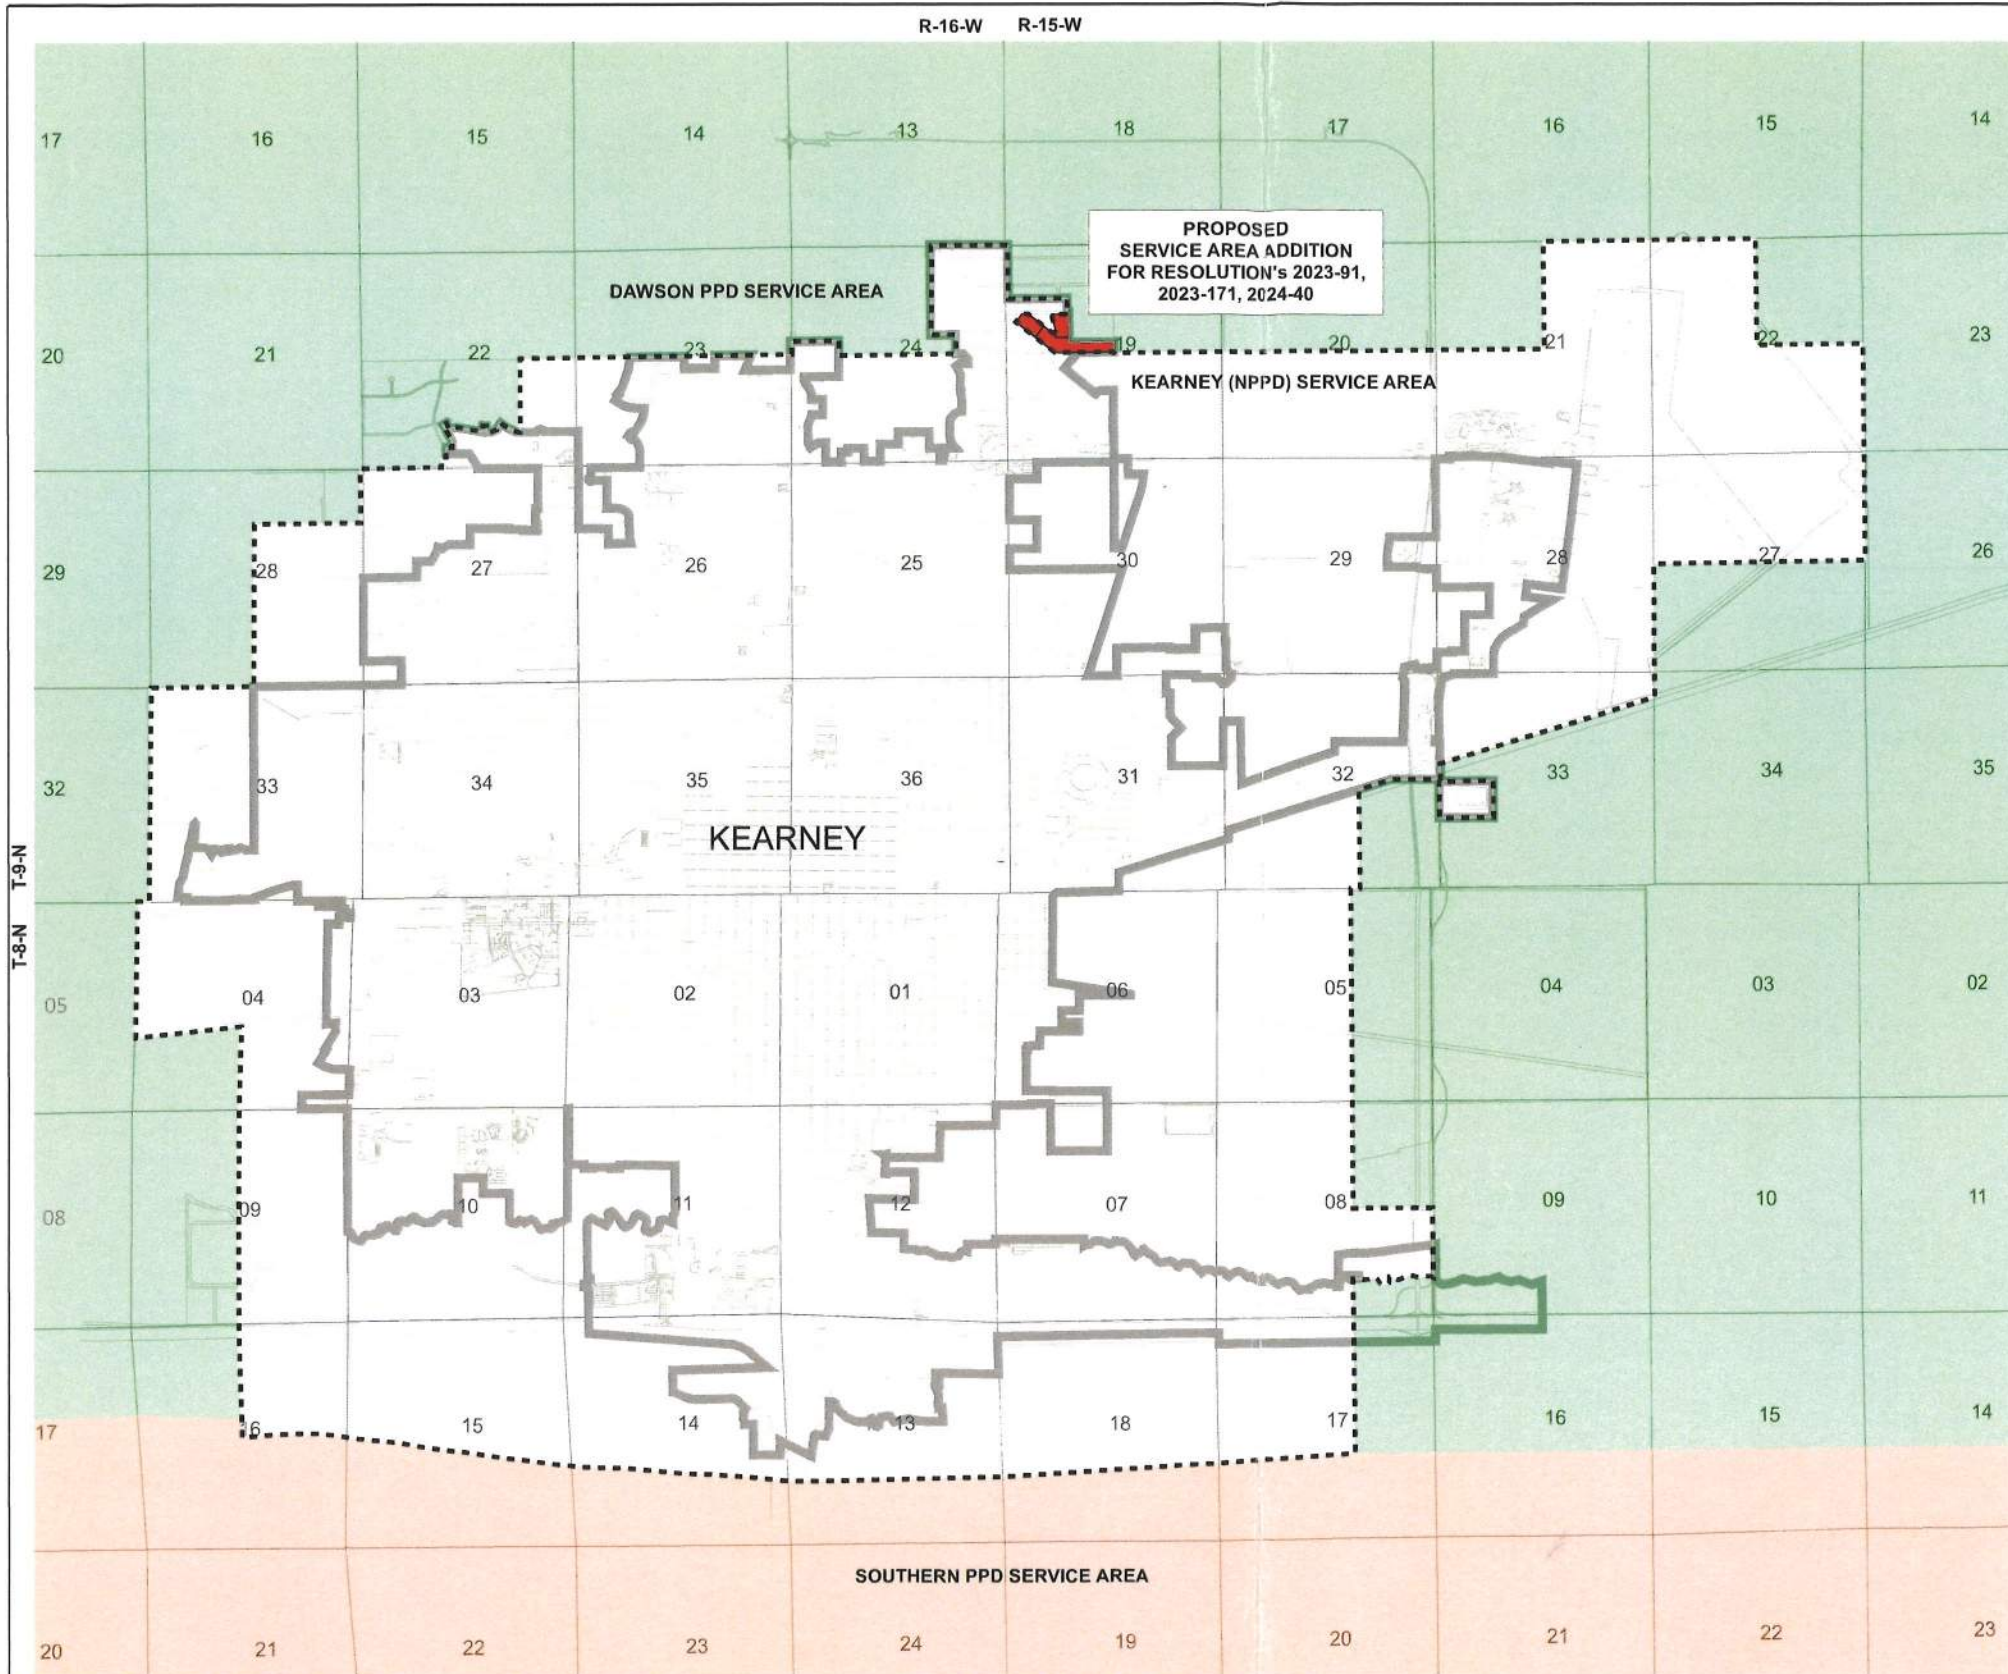 R-16-W R-15-W
17 16 15 14 13 18 17 16 15 14
PROPOSED
SERVICE AREA ADDITION
FOR RESOLUTION's 2023-91,
2023-171, 2024-40
DAWSON PPD SERVICE AREA
20 21 22 23 24 19 20 21 22 23
KEARNEY (NPPD) SERVICE AREA
29 28 27 26 25 30 29 28 27 26
32 33 34 35 36 31 32 33 34 35
KEARNEY
T-9-N
T-8-N
05 04 03 02 01 06 05 04 03 02
08 09 10 11 12 07 08 09 10 11
17 16 15 14 13 18 17 16 15 14
SOUTHERN PPD SERVICE AREA
20 21 22 23 24 19 20 21 22 23